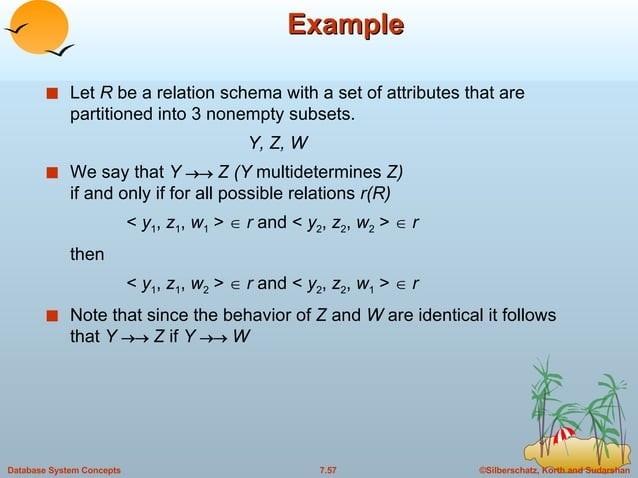 Example
Let R be a relation schema with a set of attributes that are
partitioned into 3 nonempty subsets.
Y, Z, W
We say that Y →→ Z (Y multidetermines Z)
if and only if for all possible relations r(R)
< y₁, z₁, w₁ > ∈ r and < y₂, z₂, w₂ > ∈ r
then
< y₁, z₁, w₂ > ∈ r and < y₂, z₂, w₁ > ∈ r
Note that since the behavior of Z and W are identical it follows
that Y →→ Z if Y →→ W
Database System Concepts
7.57
©Silberschatz, Korth and Sudarshan